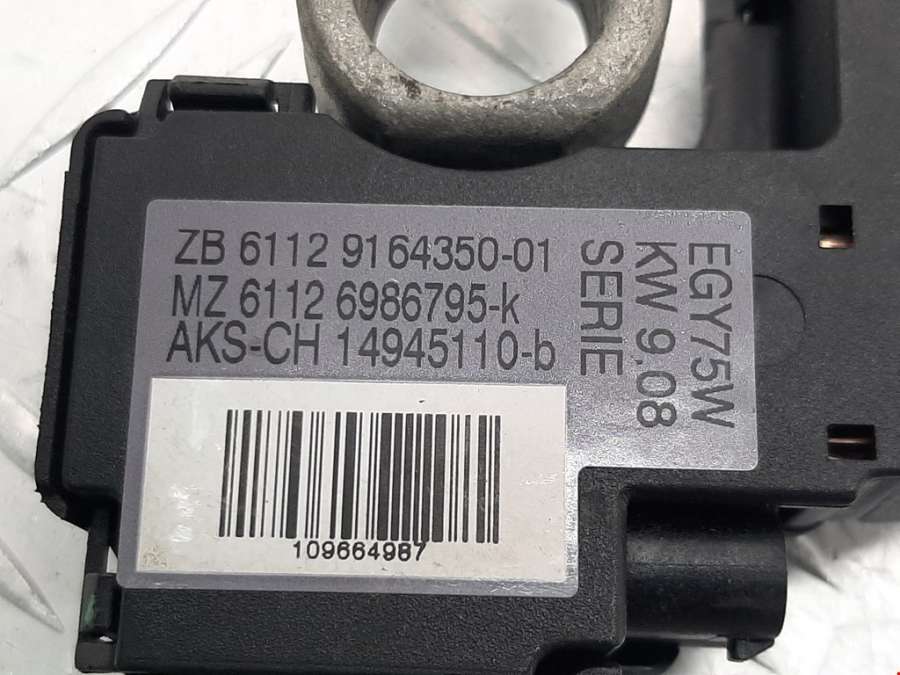 ZB 6112 9164350-01
MZ 6112 6986795-k
AKS-CH 14945110-b
EGY75W
KW 9.08
SERIE
109664987